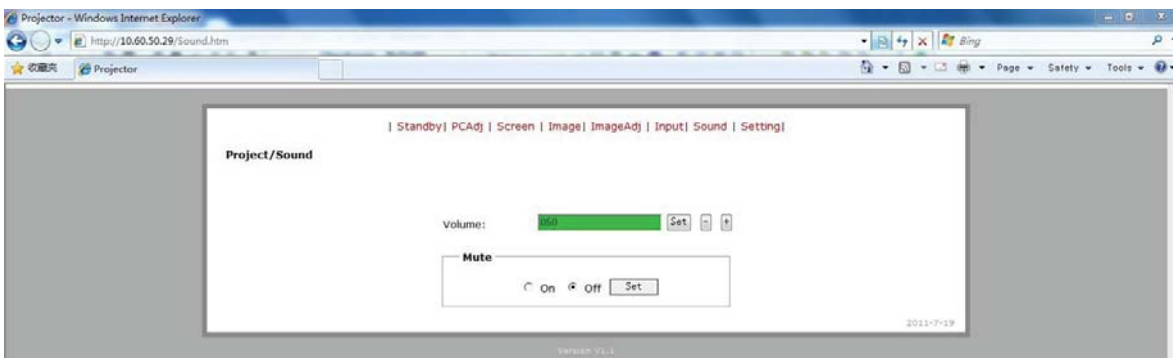 Projector - Windows Internet Explorer
http://10.60.50.29/Sound.htm
Bing
收藏夹 Projector Page Safety Tools
| Standby| PCAdj | Screen | Image| ImageAdj | Input| Sound | Setting|
Project/Sound
Volume: 050 Set - +
Mute
On Off Set
2011-7-19
Version V1.1